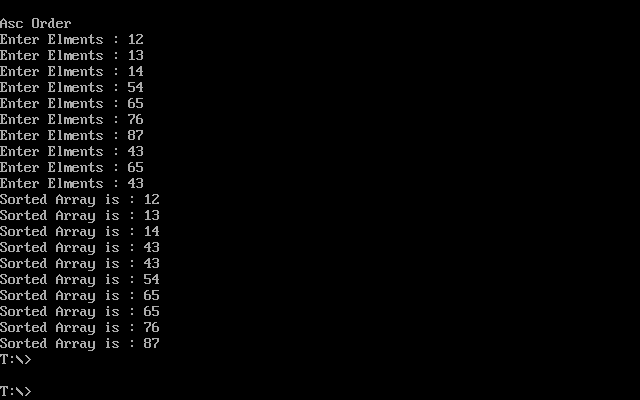 Asc Order
Enter Elments : 12
Enter Elments : 13
Enter Elments : 14
Enter Elments : 54
Enter Elments : 65
Enter Elments : 76
Enter Elments : 87
Enter Elments : 43
Enter Elments : 65
Enter Elments : 43
Sorted Array is : 12
Sorted Array is : 13
Sorted Array is : 14
Sorted Array is : 43
Sorted Array is : 43
Sorted Array is : 54
Sorted Array is : 65
Sorted Array is : 65
Sorted Array is : 76
Sorted Array is : 87
T:\>
T:\>